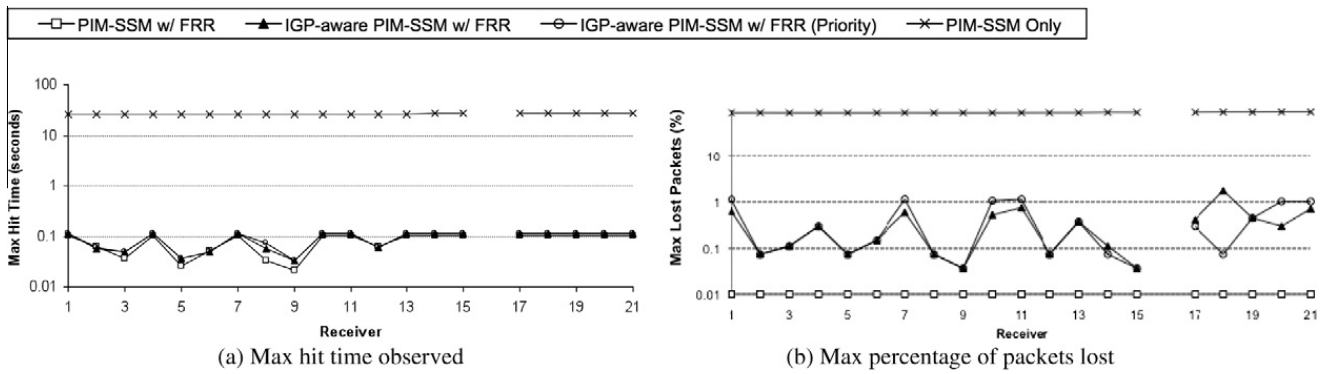 PIM-SSM w/ FRR IGP-aware PIM-SSM w/ FRR IGP-aware PIM-SSM w/ FRR (Priority) PIM-SSM Only
Max Hit Time (seconds)
100
10
1
0.1
0.01
1 3 5 7 9 11 13 15 17 19 21
Receiver
(a) Max hit time observed
Max Lost Packets (%)
10
1
0.1
0.01
1 3 5 7 9 11 13 15 17 19 21
Receiver
(b) Max percentage of packets lost